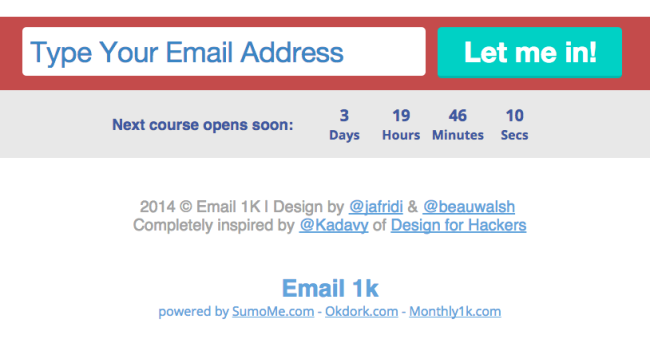 Type Your Email Address Let me in!
Next course opens soon: 3 19 46 10
Days Hours Minutes Secs
2014 © Email 1K I Design by @jafridi & @beauwalsh
Completely inspired by @Kadavy of Design for Hackers
Email 1k
powered by SumoMe.com - Okdork.com - Monthly1k.com